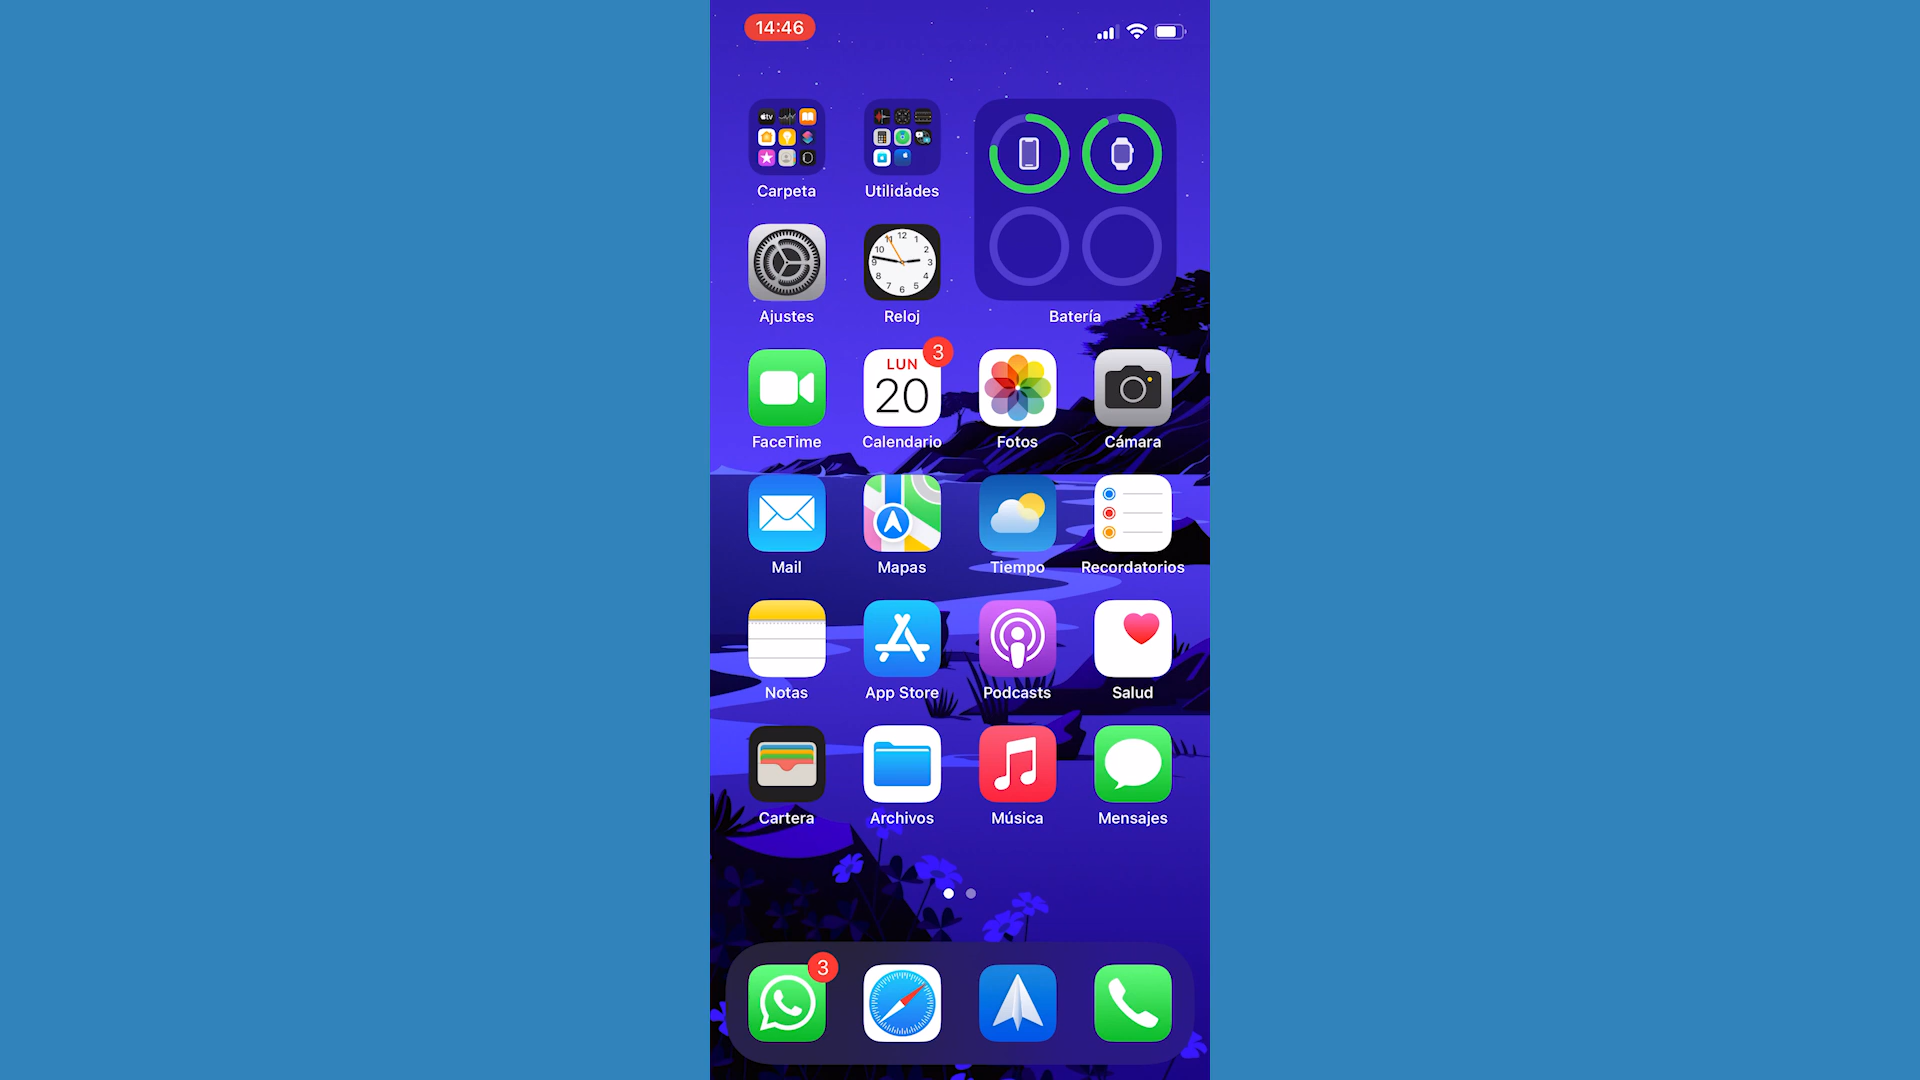 14:46
Carpeta
Utilidades
Ajustes
Reloj
Batería
FaceTime
LUN
20
3
Calendario
Fotos
Cámara
Mail
Mapas
Tiempo
Recordatorios
Notas
App Store
Podcasts
Salud
Cartera
Archivos
Música
Mensajes
3